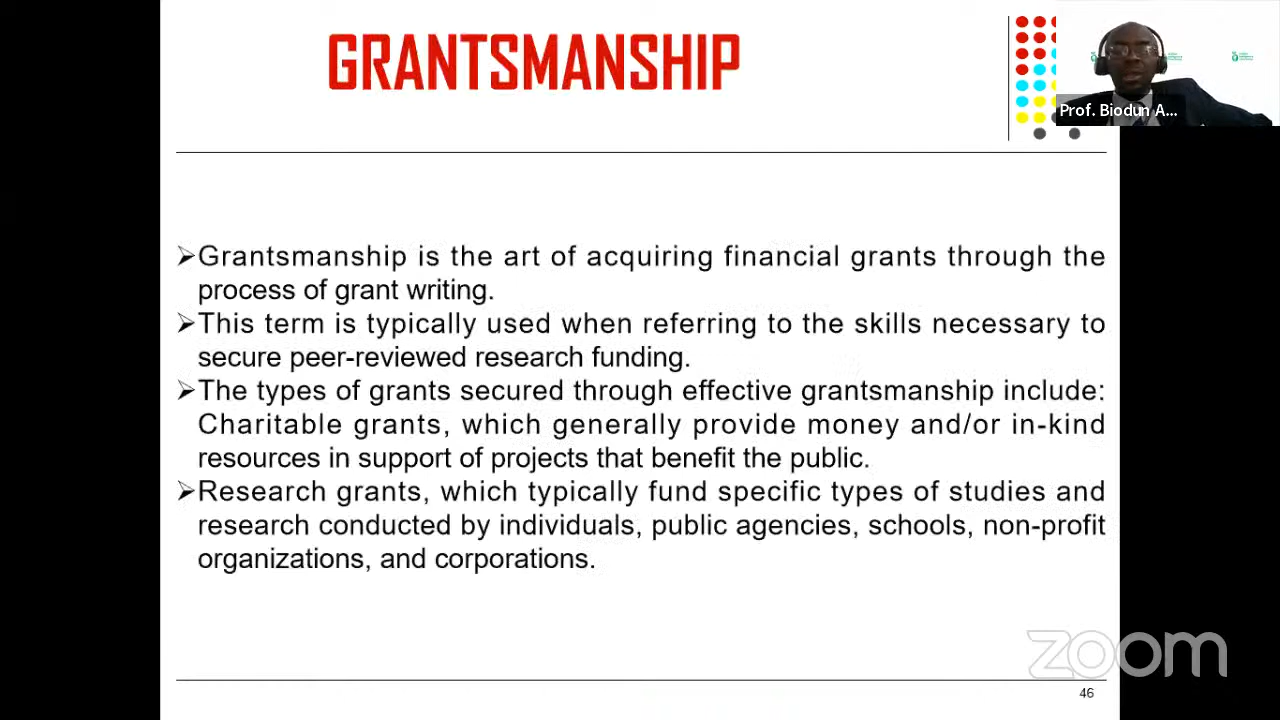 GRANTSMANSHIP
Prof. Biodun A...
➢Grantsmanship is the art of acquiring financial grants through the
process of grant writing.
➢This term is typically used when referring to the skills necessary to
secure peer-reviewed research funding.
➢The types of grants secured through effective grantsmanship include:
Charitable grants, which generally provide money and/or in-kind
resources in support of projects that benefit the public.
➢Research grants, which typically fund specific types of studies and
research conducted by individuals, public agencies, schools, non-profit
organizations, and corporations.
zoom
46